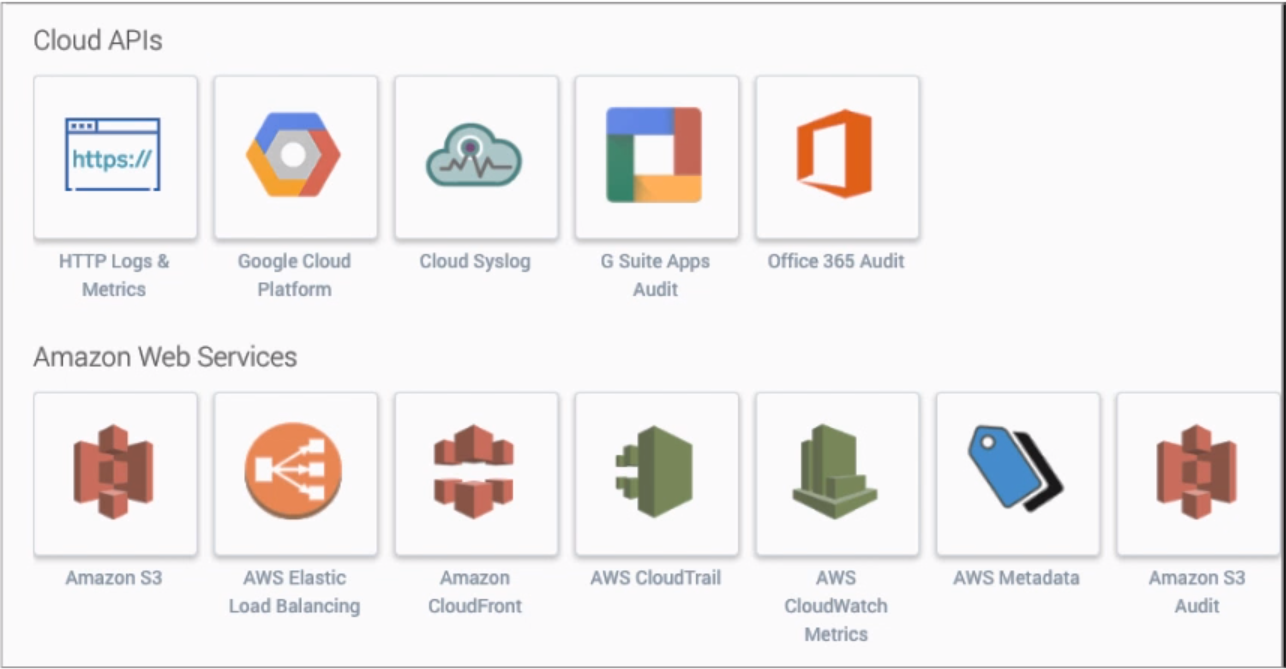 Cloud APIs
https://
HTTP Logs &
Metrics
Google Cloud
Platform
Cloud Syslog
G Suite Apps
Audit
Office 365 Audit
Amazon Web Services
Amazon S3
AWS Elastic
Load Balancing
Amazon
CloudFront
AWS CloudTrail
AWS
CloudWatch
Metrics
AWS Metadata
Amazon S3
Audit